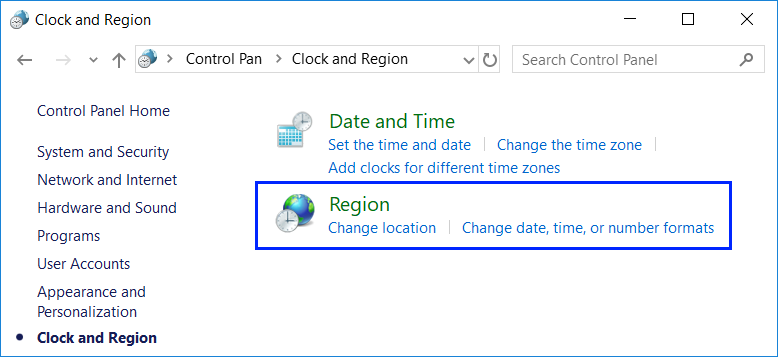 Clock and Region
Control Pan Clock and Region
Search Control Panel
Control Panel Home
System and Security
Network and Internet
Hardware and Sound
Programs
User Accounts
Appearance and
Personalization
Clock and Region
Date and Time
Set the time and date Change the time zone
Add clocks for different time zones
Region
Change location Change date, time, or number formats